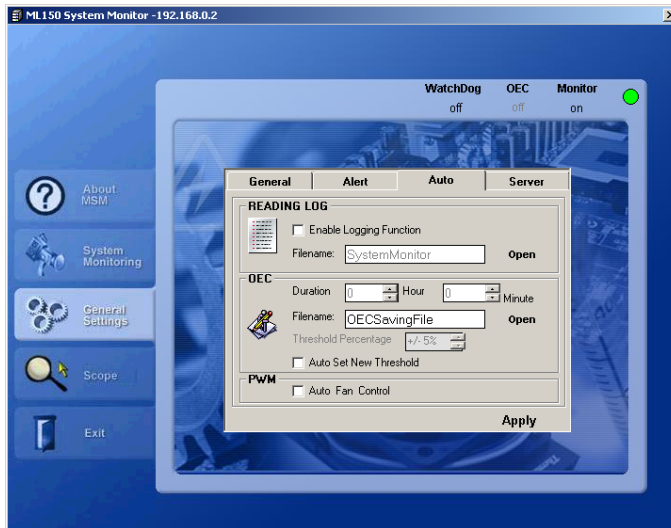 ML150 System Monitor -192.168.0.2
WatchDog OEC Monitor
off off on
About
MSM
System
Monitoring
General
Settings
Scope
Exit
General Alert Auto Server
READING LOG
Enable Logging Function
Filename: SystemMonitor Open
OEC
Duration 0 Hour 0 Minute
Filename: OECSavingFile Open
Threshold Percentage +/- 5%
Auto Set New Threshold
PWM
Auto Fan Control
Apply